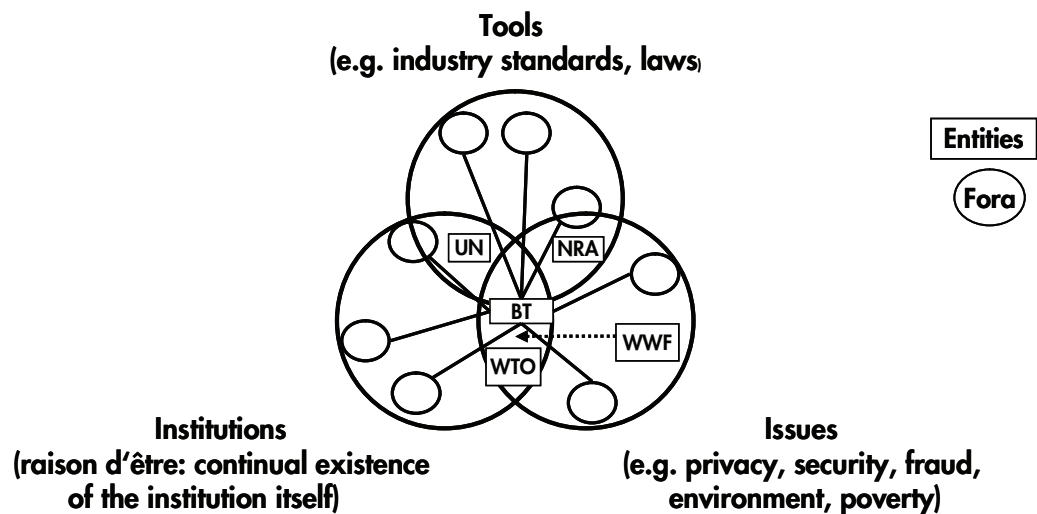 Tools
(e.g. industry standards, laws)
Entities
Fora
UN
NRA
BT
WWF
WTO
Institutions
(raison d‘être: continual existence
of the institution itself)
Issues
(e.g. privacy, security, fraud,
environment, poverty)